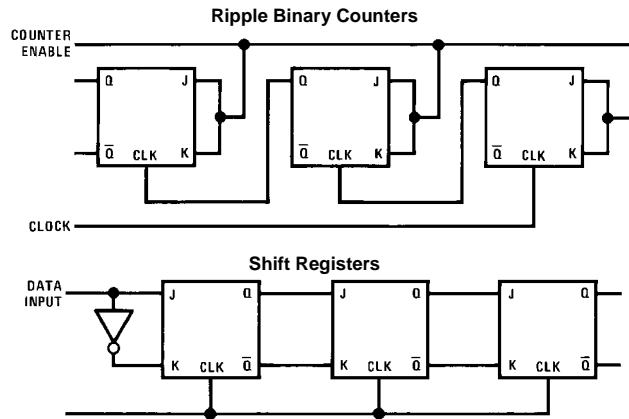 Ripple Binary Counters
COUNTER
ENABLE
Q J Q J Q J
Q̅ CLK K Q̅ CLK K Q̅ CLK K
CLOCK
Shift Registers
DATA
INPUT
J Q J Q J Q
K CLK Q̅ K CLK Q̅ K CLK Q̅